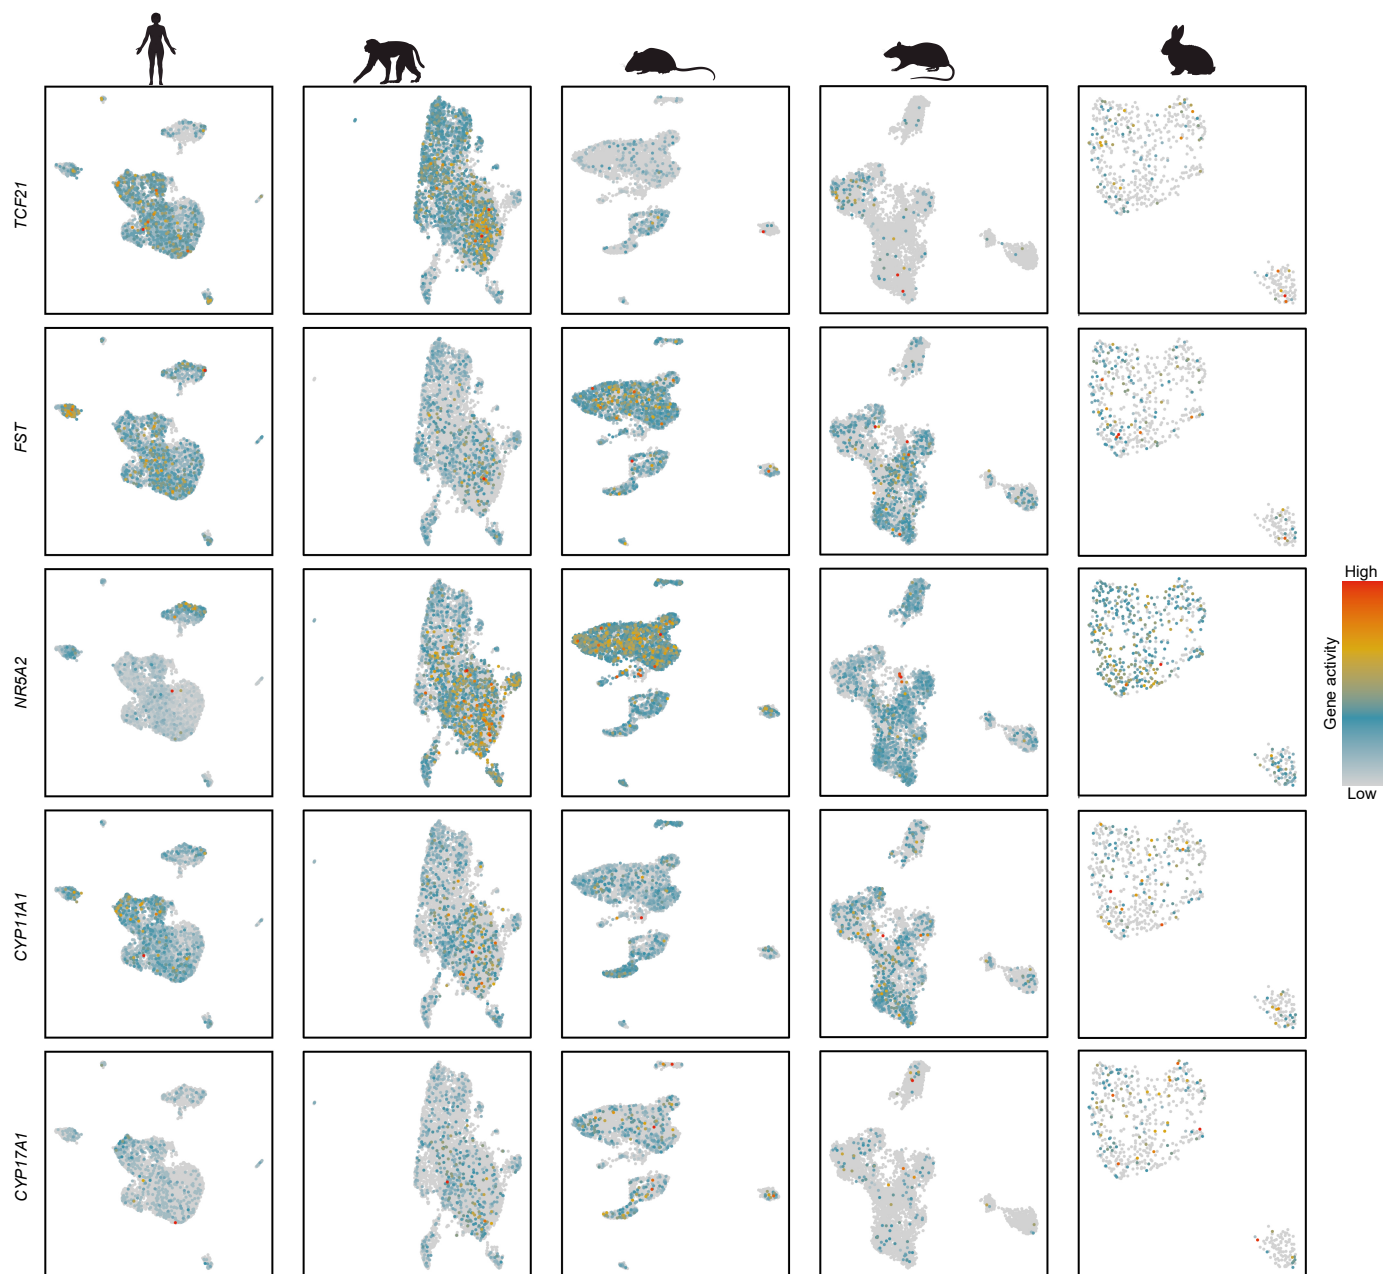 TCF21
FST
NR5A2
CYP11A1
CYP17A1
High
Gene activity
Low